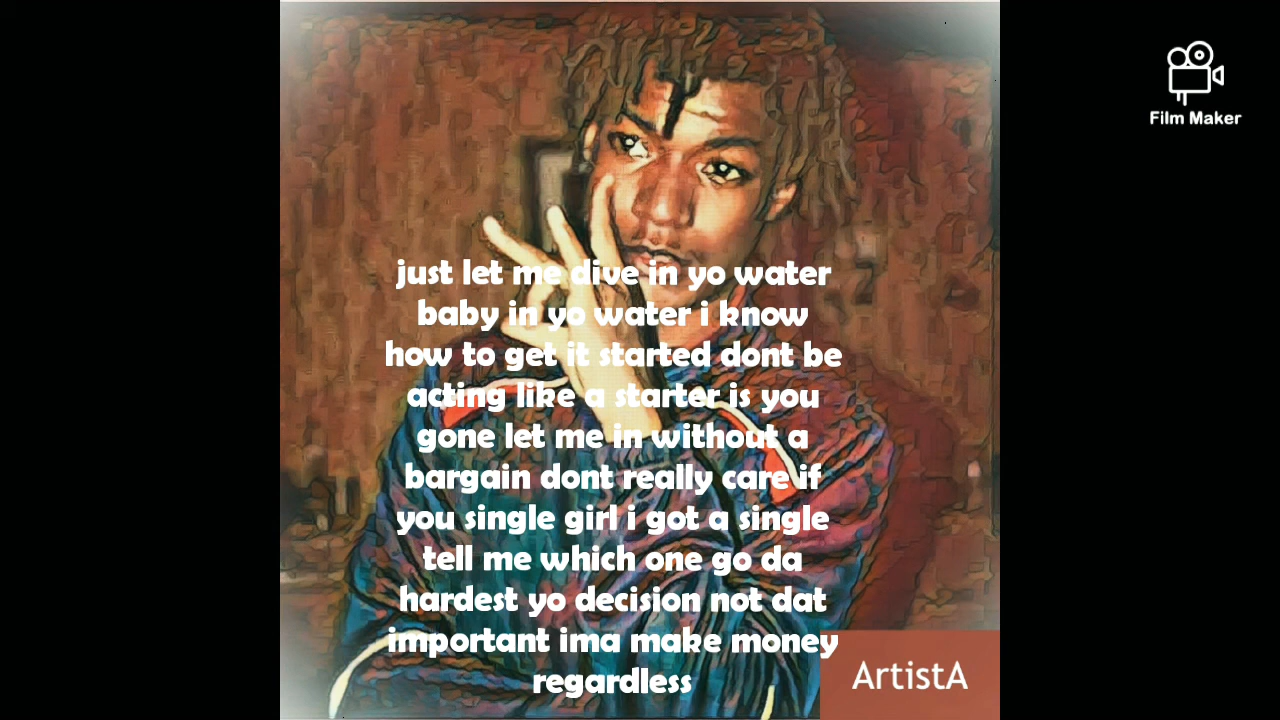 Film Maker
just let me dive in yo water
baby in yo water i know
how to get it started dont be
acting like a starter is you
gone let me in without a
bargain dont really care if
you single girl i got a single
tell me which one go da
hardest yo decision not dat
important ima make money
regardless
ArtistA